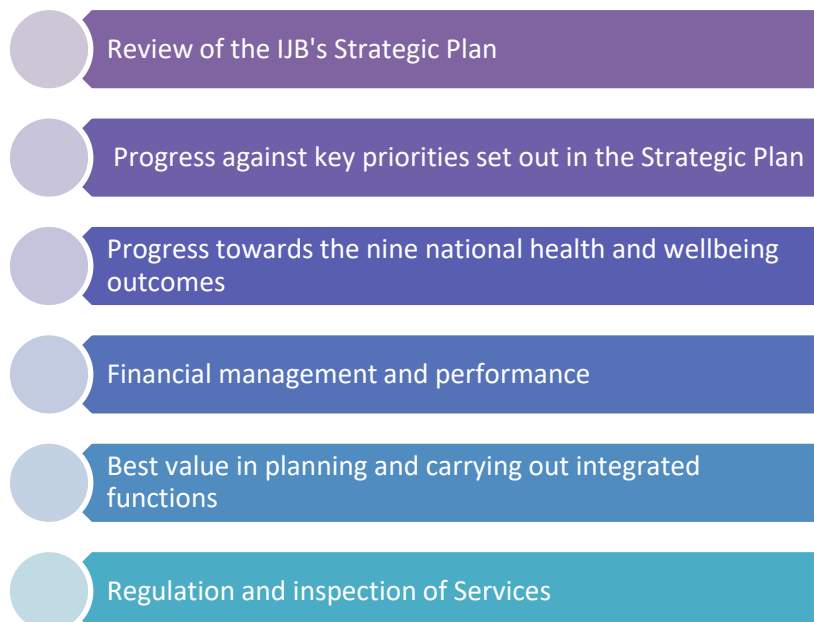 Review of the IJB's Strategic Plan
Progress against key priorities set out in the Strategic Plan
Progress towards the nine national health and wellbeing
outcomes
Financial management and performance
Best value in planning and carrying out integrated
functions
Regulation and inspection of Services